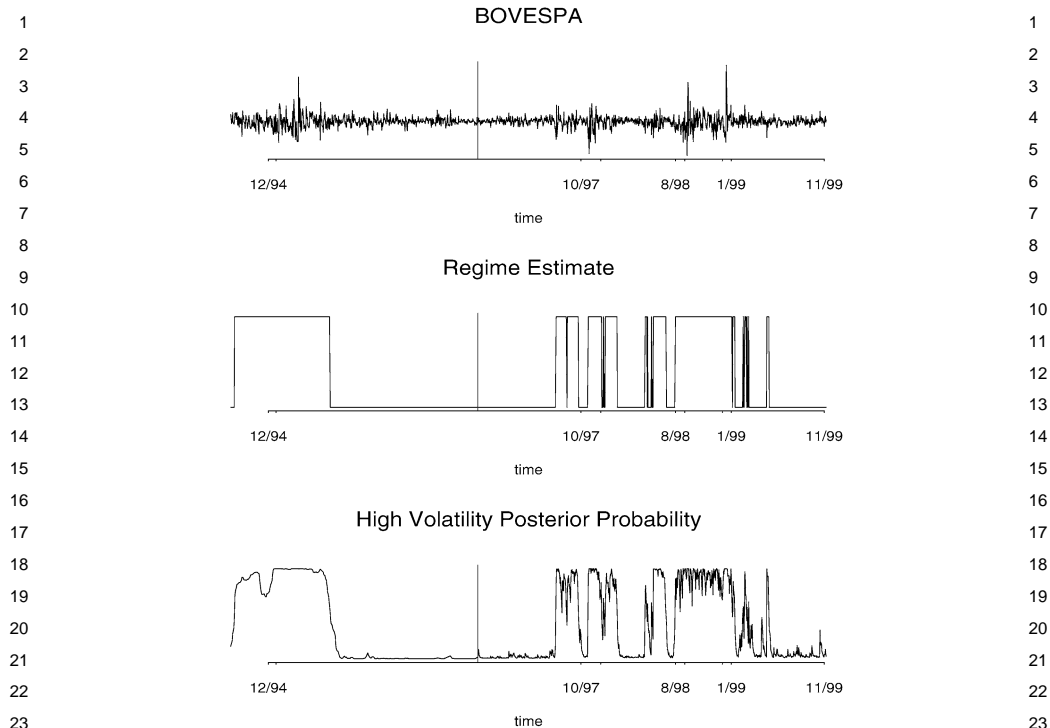 1 BOVESPA 1
2 2
3 3
4 4
5 5
6 12/94 10/97 8/98 1/99 11/99 6
7 time 7
8 8
9 Regime Estimate 9
10 10
11 11
12 12
13 13
14 12/94 10/97 8/98 1/99 11/99 14
15 time 15
16 16
17 High Volatility Posterior Probability 17
18 18
19 19
20 20
21 21
22 12/94 10/97 8/98 1/99 11/99 22
23 time 23